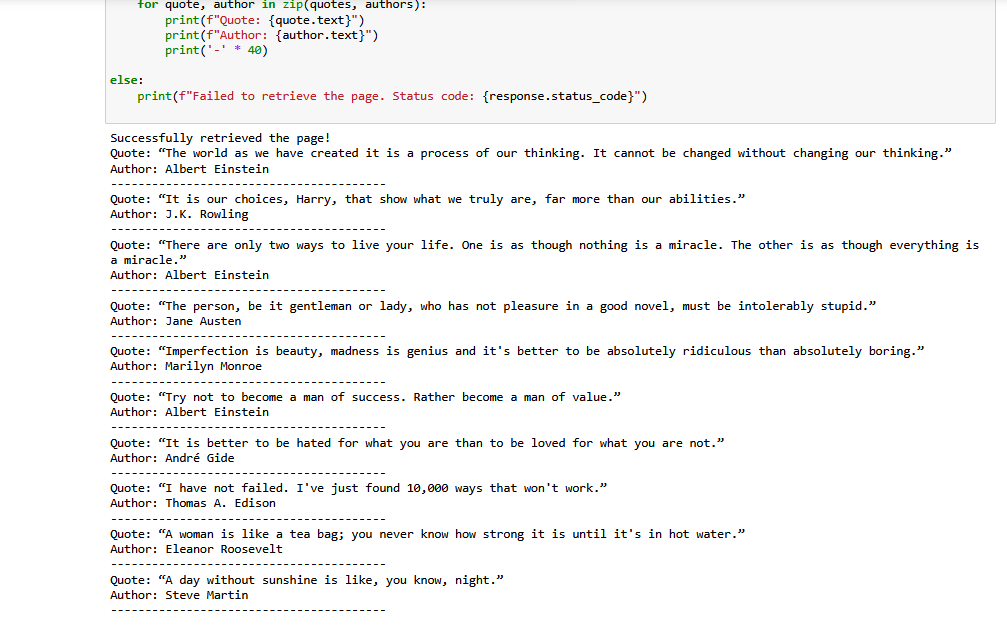 for quote, author in zip(quotes, authors):
print(f"Quote: {quote.text}")
print(f"Author: {author.text}")
print('-' * 40)
else:
print(f"Failed to retrieve the page. Status code: {response.status_code}")
Successfully retrieved the page!
Quote: “The world as we have created it is a process of our thinking. It cannot be changed without changing our thinking.”
Author: Albert Einstein
----------------------------------------
Quote: “It is our choices, Harry, that show what we truly are, far more than our abilities.”
Author: J.K. Rowling
----------------------------------------
Quote: “There are only two ways to live your life. One is as though nothing is a miracle. The other is as though everything is
a miracle.”
Author: Albert Einstein
----------------------------------------
Quote: “The person, be it gentleman or lady, who has not pleasure in a good novel, must be intolerably stupid.”
Author: Jane Austen
----------------------------------------
Quote: “Imperfection is beauty, madness is genius and it's better to be absolutely ridiculous than absolutely boring.”
Author: Marilyn Monroe
----------------------------------------
Quote: “Try not to become a man of success. Rather become a man of value.”
Author: Albert Einstein
----------------------------------------
Quote: “It is better to be hated for what you are than to be loved for what you are not.”
Author: André Gide
----------------------------------------
Quote: “I have not failed. I've just found 10,000 ways that won't work.”
Author: Thomas A. Edison
----------------------------------------
Quote: “A woman is like a tea bag; you never know how strong it is until it's in hot water.”
Author: Eleanor Roosevelt
----------------------------------------
Quote: “A day without sunshine is like, you know, night.”
Author: Steve Martin
----------------------------------------